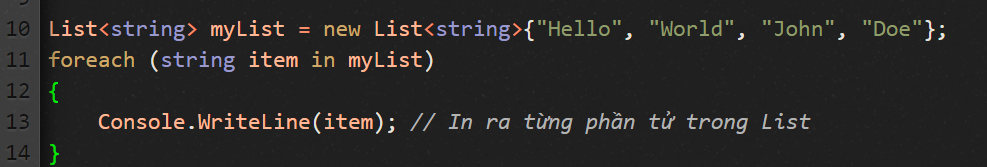 10 List<string> myList = new List<string>{"Hello", "World", "John", "Doe"};
11 foreach (string item in myList)
12 {
13     Console.WriteLine(item); // In ra từng phần tử trong List
14 }